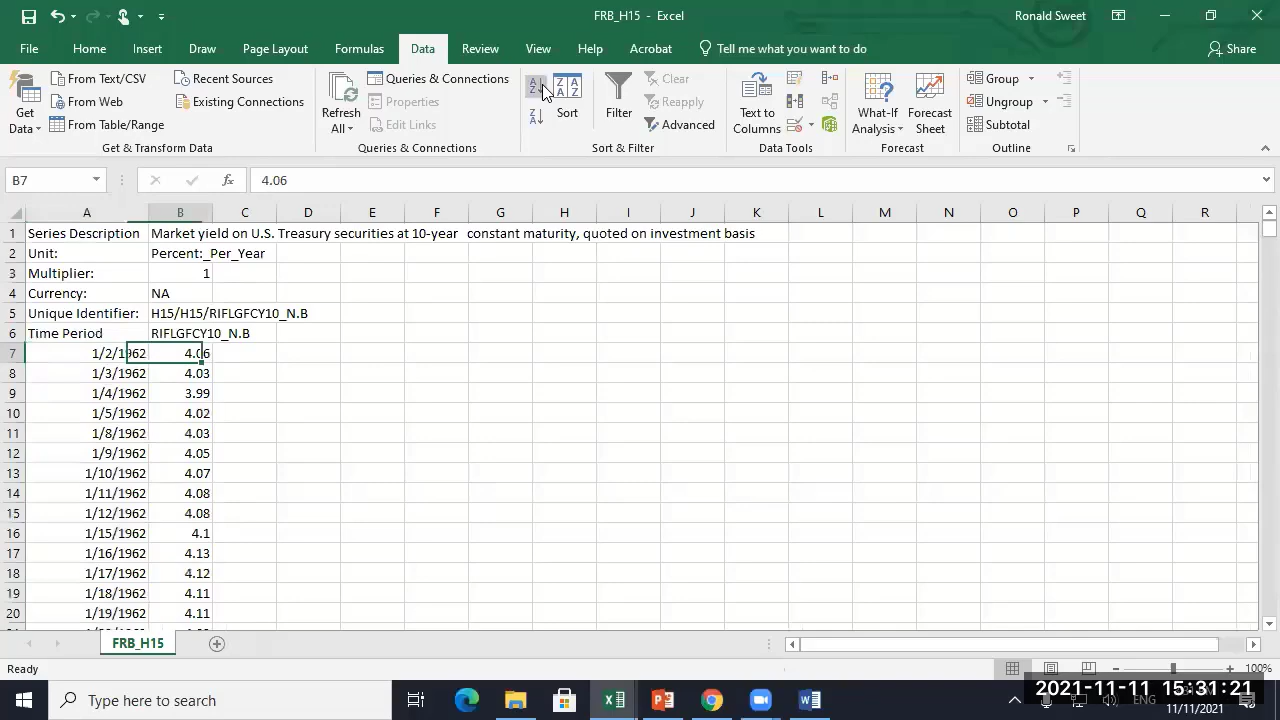 FRB_H15 - Excel
Ronald Sweet
File Home Insert Draw Page Layout Formulas Data Review View Help Acrobat Tell me what you want to do Share
Get Data
From Text/CSV
From Web
From Table/Range
Recent Sources
Existing Connections
Get & Transform Data
Refresh All
Queries & Connections
Properties
Edit Links
Queries & Connections
Sort
Filter
Clear
Reapply
Advanced
Sort & Filter
Text to Columns
Data Tools
What-If Analysis
Forecast Sheet
Forecast
Group
Ungroup
Subtotal
Outline
B7 fx 4.06
A B C D E F G H I J K L M N O P Q R
1 Series Description Market yield on U.S. Treasury securities at 10-year constant maturity, quoted on investment basis
2 Unit: Percent:_Per_Year
3 Multiplier: 1
4 Currency: NA
5 Unique Identifier: H15/H15/RIFLGFCY10_N.B
6 Time Period RIFLGFCY10_N.B
7 1/2/1962 4.06
8 1/3/1962 4.03
9 1/4/1962 3.99
10 1/5/1962 4.02
11 1/8/1962 4.03
12 1/9/1962 4.05
13 1/10/1962 4.07
14 1/11/1962 4.08
15 1/12/1962 4.08
16 1/15/1962 4.1
17 1/16/1962 4.13
18 1/17/1962 4.12
19 1/18/1962 4.11
20 1/19/1962 4.11
FRB_H15
Ready
100%
Type here to search
2021-11-11 15:31:21
ENG
11/11/2021